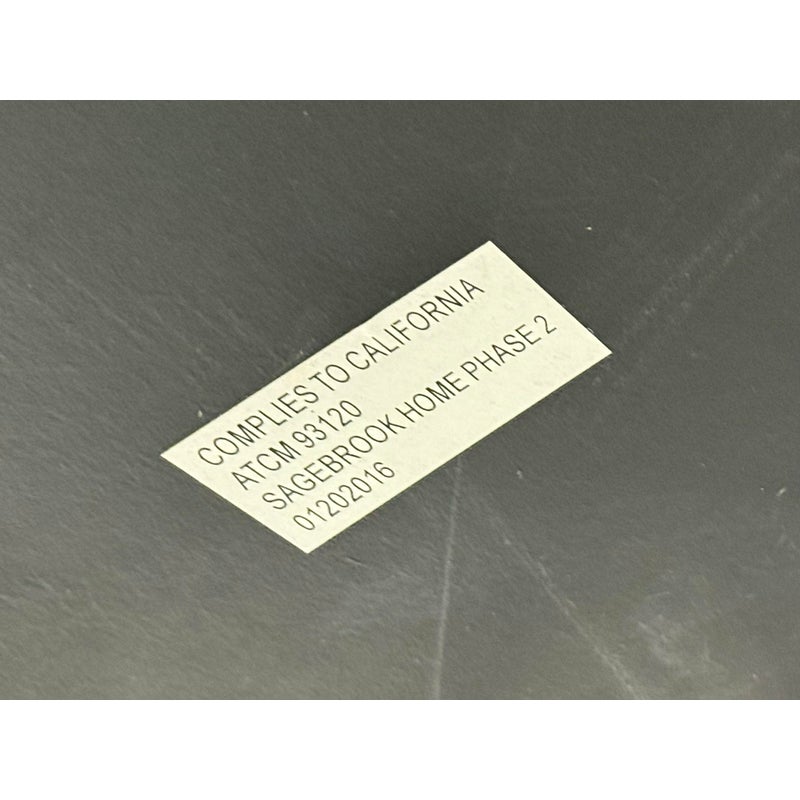 COMPLIES TO CALIFORNIA
ATCM 93120
SAGEBROOK HOME PHASE 2
01202016